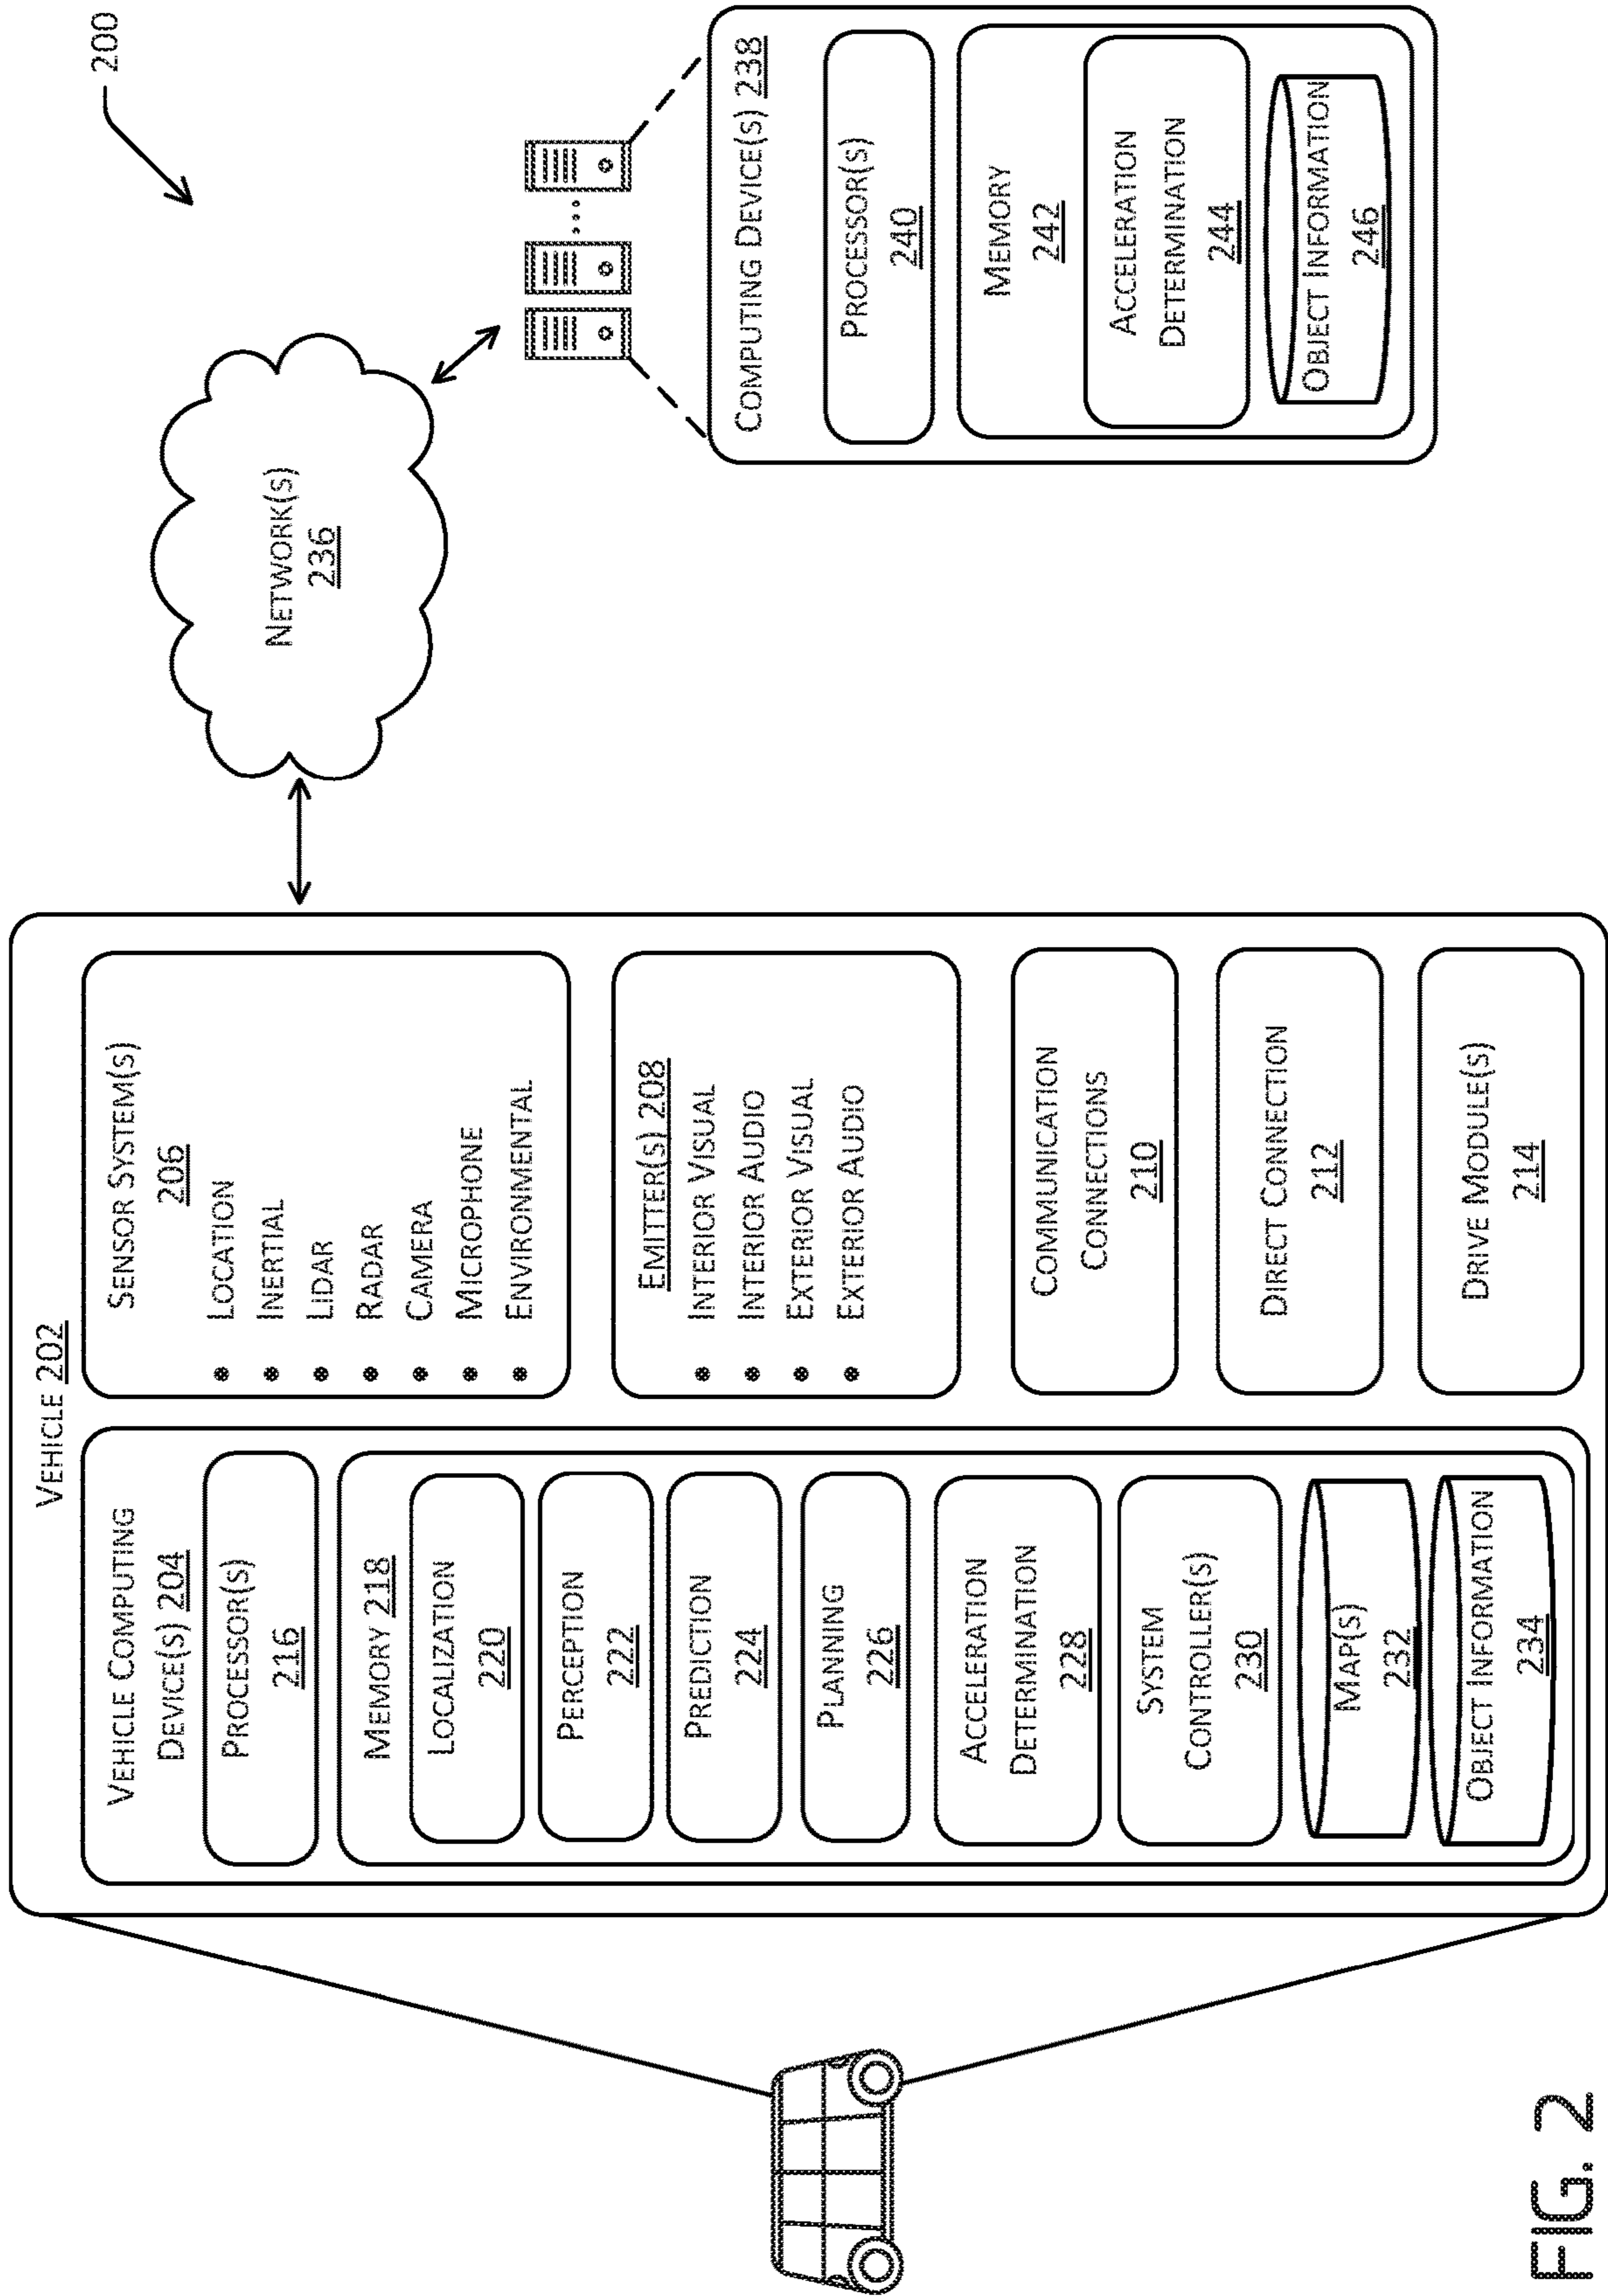 200
VEHICLE 202
VEHICLE COMPUTING
DEVICE(S) 204
PROCESSOR(S)
216
MEMORY 218
LOCALIZATION
220
PERCEPTION
222
PREDICTION
224
PLANNING
226
ACCELERATION
DETERMINATION
228
SYSTEM
CONTROLLER(S)
230
MAP(S)
232
OBJECT INFORMATION
234
SENSOR SYSTEM(S)
206
• LOCATION
• INERTIAL
• LIDAR
• RADAR
• CAMERA
• MICROPHONE
• ENVIRONMENTAL
EMITTER(S) 208
• INTERIOR VISUAL
• INTERIOR AUDIO
• EXTERIOR VISUAL
• EXTERIOR AUDIO
COMMUNICATION
CONNECTIONS
210
DIRECT CONNECTION
212
DRIVE MODULE(S)
214
NETWORK(S)
236
COMPUTING DEVICE(S) 238
PROCESSOR(S)
240
MEMORY
242
ACCELERATION
DETERMINATION
244
OBJECT INFORMATION
246
FIG. 2